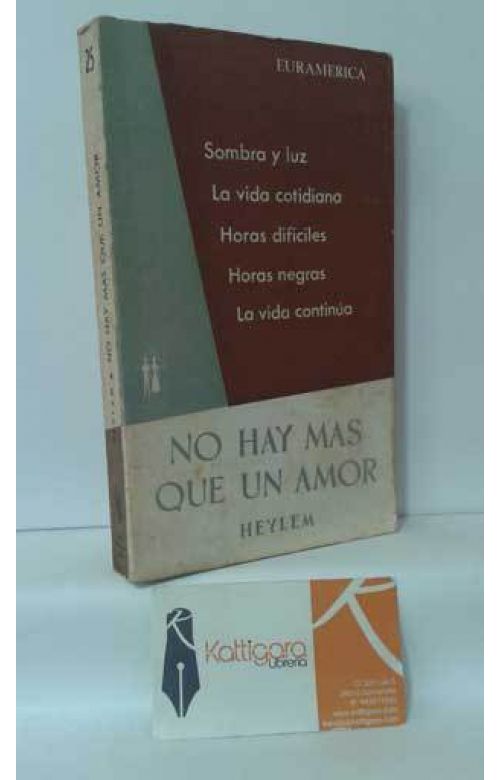 EURAMERICA
Sombra y luz
La vida cotidiana
Horas difíciles
Horas negras
La vida continúa
NO HAY MAS
QUE UN AMOR
HEYLEM
NO HAY MAS QUE UN AMOR
Kattigara
Librería